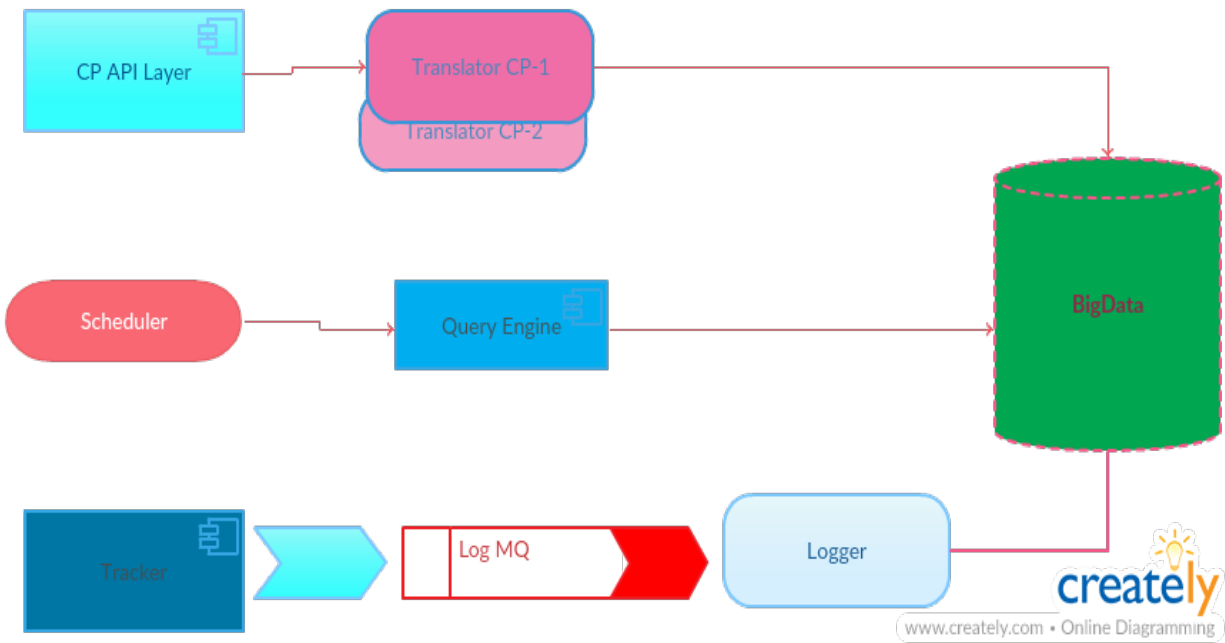 CP API Layer
Translator CP-1
Translator CP-2
Scheduler
Query Engine
BigData
Tracker
Log MQ
Logger
creately
www.creately.com • Online Diagramming